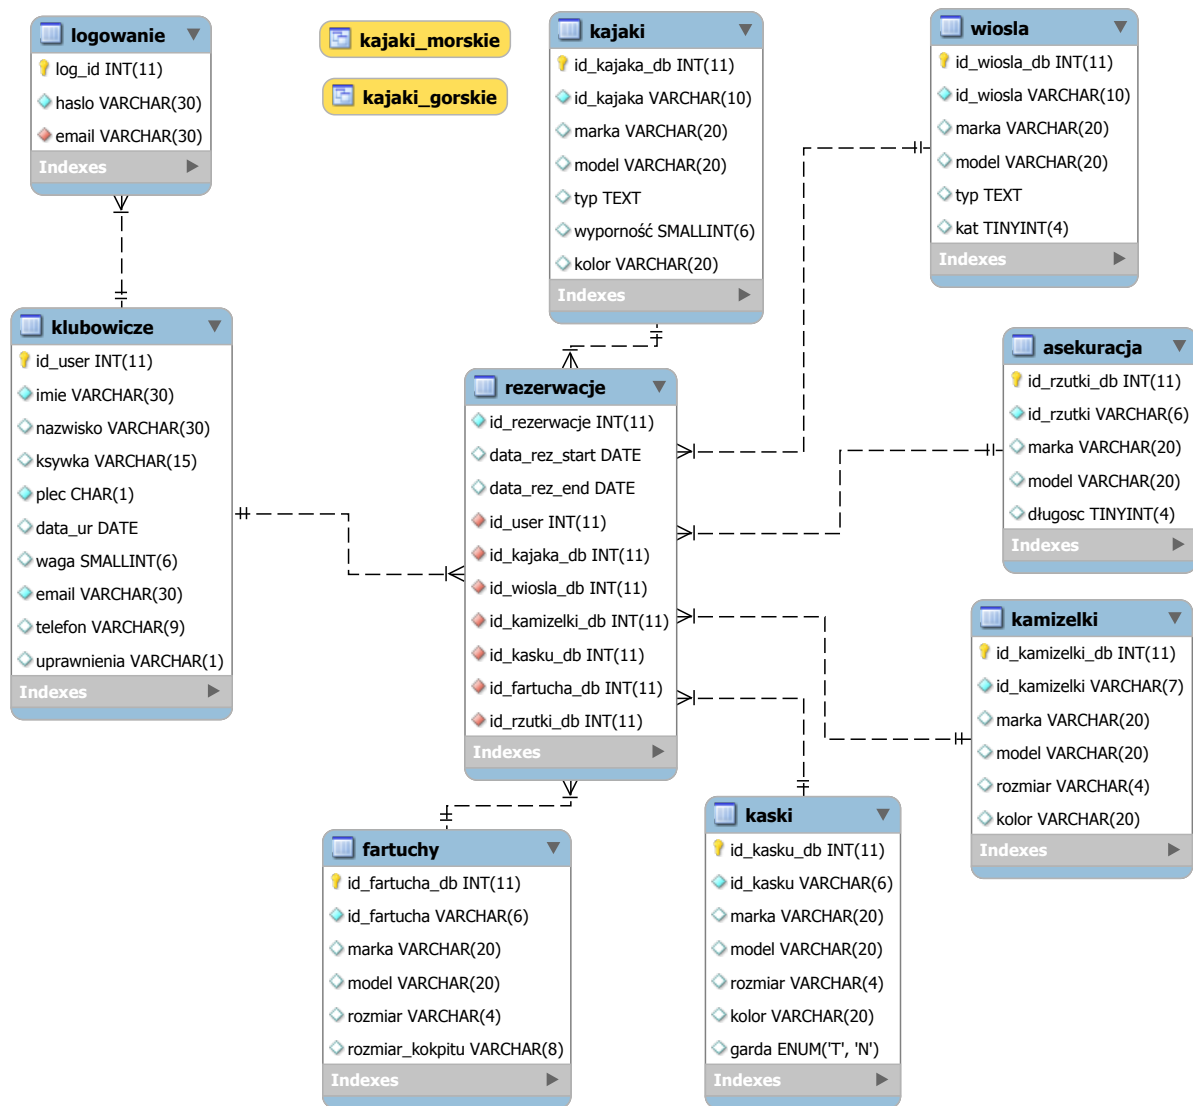 logowanie
log_id INT(11)
haslo VARCHAR(30)
email VARCHAR(30)
Indexes
kajaki_morskie
kajaki_gorskie
kajaki
id_kajaka_db INT(11)
id_kajaka VARCHAR(10)
marka VARCHAR(20)
model VARCHAR(20)
typ TEXT
wyporność SMALLINT(6)
kolor VARCHAR(20)
Indexes
wiosla
id_wiosla_db INT(11)
id_wiosla VARCHAR(10)
marka VARCHAR(20)
model VARCHAR(20)
typ TEXT
kat TINYINT(4)
Indexes
klubowicze
id_user INT(11)
imie VARCHAR(30)
nazwisko VARCHAR(30)
ksywka VARCHAR(15)
plec CHAR(1)
data_ur DATE
waga SMALLINT(6)
email VARCHAR(30)
telefon VARCHAR(9)
uprawnienia VARCHAR(1)
Indexes
rezerwacje
id_rezerwacje INT(11)
data_rez_start DATE
data_rez_end DATE
id_user INT(11)
id_kajaka_db INT(11)
id_wiosla_db INT(11)
id_kamizelki_db INT(11)
id_kasku_db INT(11)
id_fartucha_db INT(11)
id_rzutki_db INT(11)
Indexes
asekuracja
id_rzutki_db INT(11)
id_rzutki VARCHAR(6)
marka VARCHAR(20)
model VARCHAR(20)
długosc TINYINT(4)
Indexes
kamizelki
id_kamizelki_db INT(11)
id_kamizelki VARCHAR(7)
marka VARCHAR(20)
model VARCHAR(20)
rozmiar VARCHAR(4)
kolor VARCHAR(20)
Indexes
fartuchy
id_fartucha_db INT(11)
id_fartucha VARCHAR(6)
marka VARCHAR(20)
model VARCHAR(20)
rozmiar VARCHAR(4)
rozmiar_kokpitu VARCHAR(8)
Indexes
kaski
id_kasku_db INT(11)
id_kasku VARCHAR(6)
marka VARCHAR(20)
model VARCHAR(20)
rozmiar VARCHAR(4)
kolor VARCHAR(20)
garda ENUM('T', 'N')
Indexes